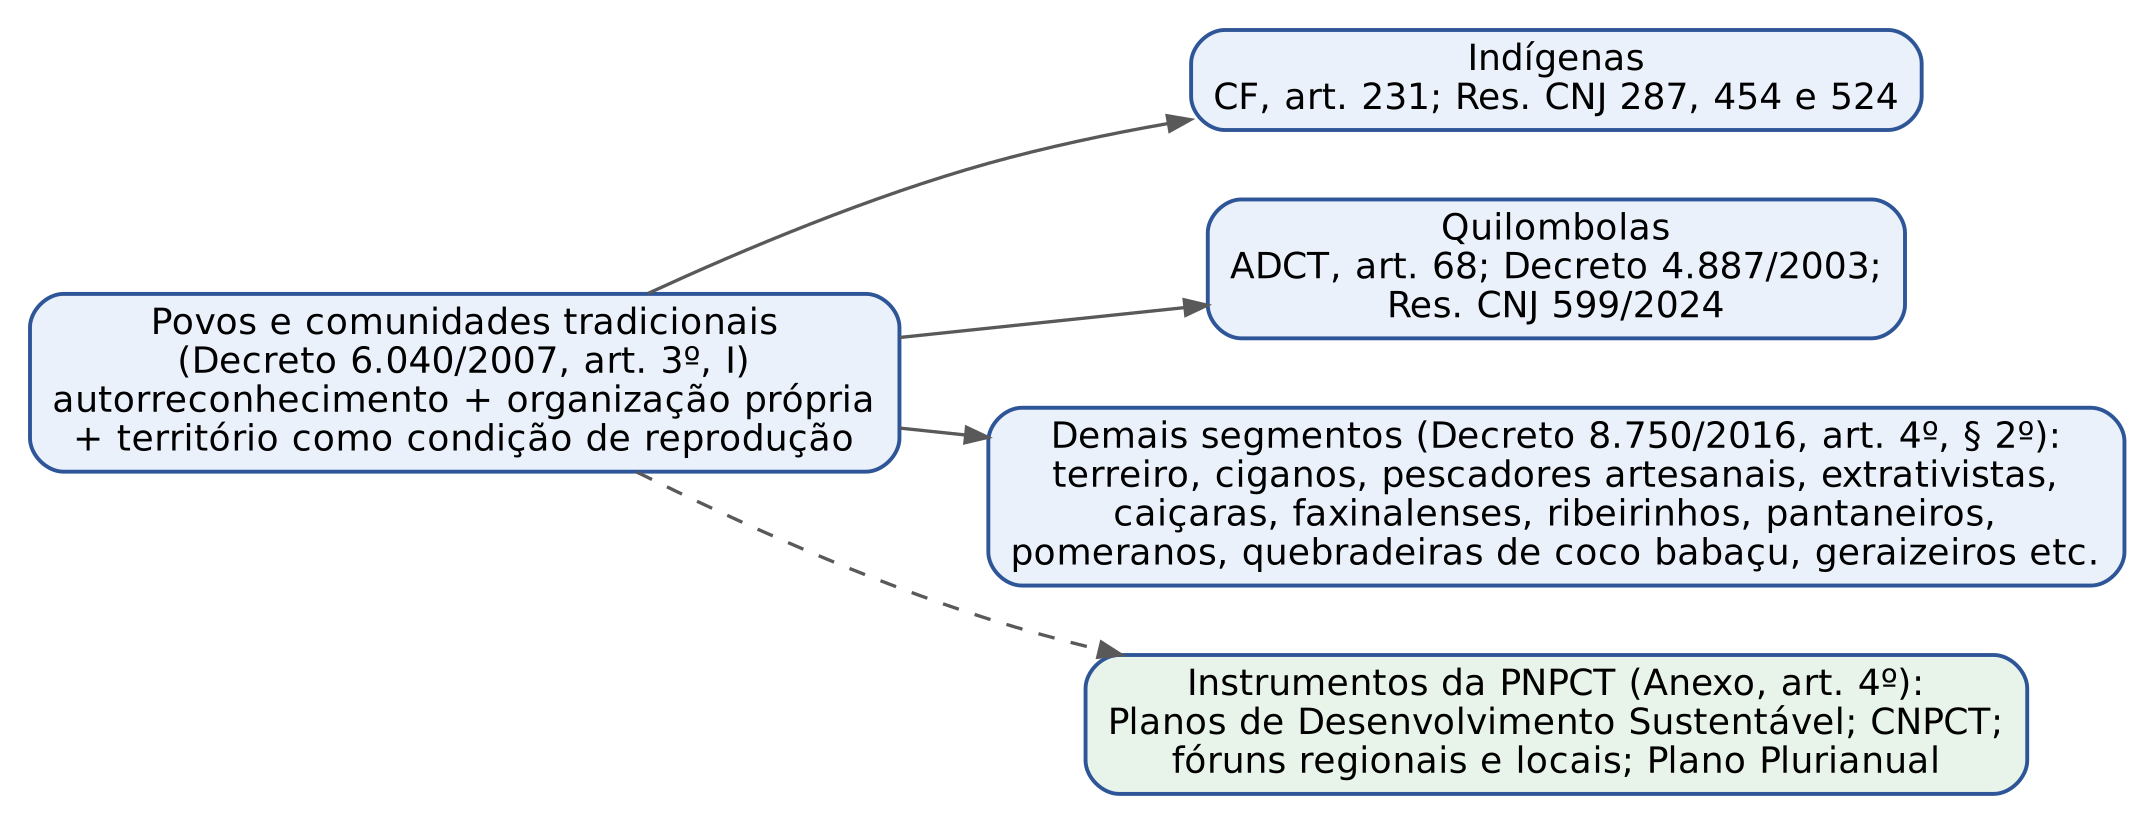 Indígenas
CF, art. 231; Res. CNJ 287, 454 e 524
Quilombolas
ADCT, art. 68; Decreto 4.887/2003;
Res. CNJ 599/2024
Povos e comunidades tradicionais
(Decreto 6.040/2007, art. 3º, I)
autorreconhecimento + organização própria
+ território como condição de reprodução
Demais segmentos (Decreto 8.750/2016, art. 4º, § 2º):
terreiro, ciganos, pescadores artesanais, extrativistas,
caiçaras, faxinalenses, ribeirinhos, pantaneiros,
pomeranos, quebradeiras de coco babaçu, geraizeiros etc.
Instrumentos da PNPCT (Anexo, art. 4º):
Planos de Desenvolvimento Sustentável; CNPCT;
fóruns regionais e locais; Plano Plurianual